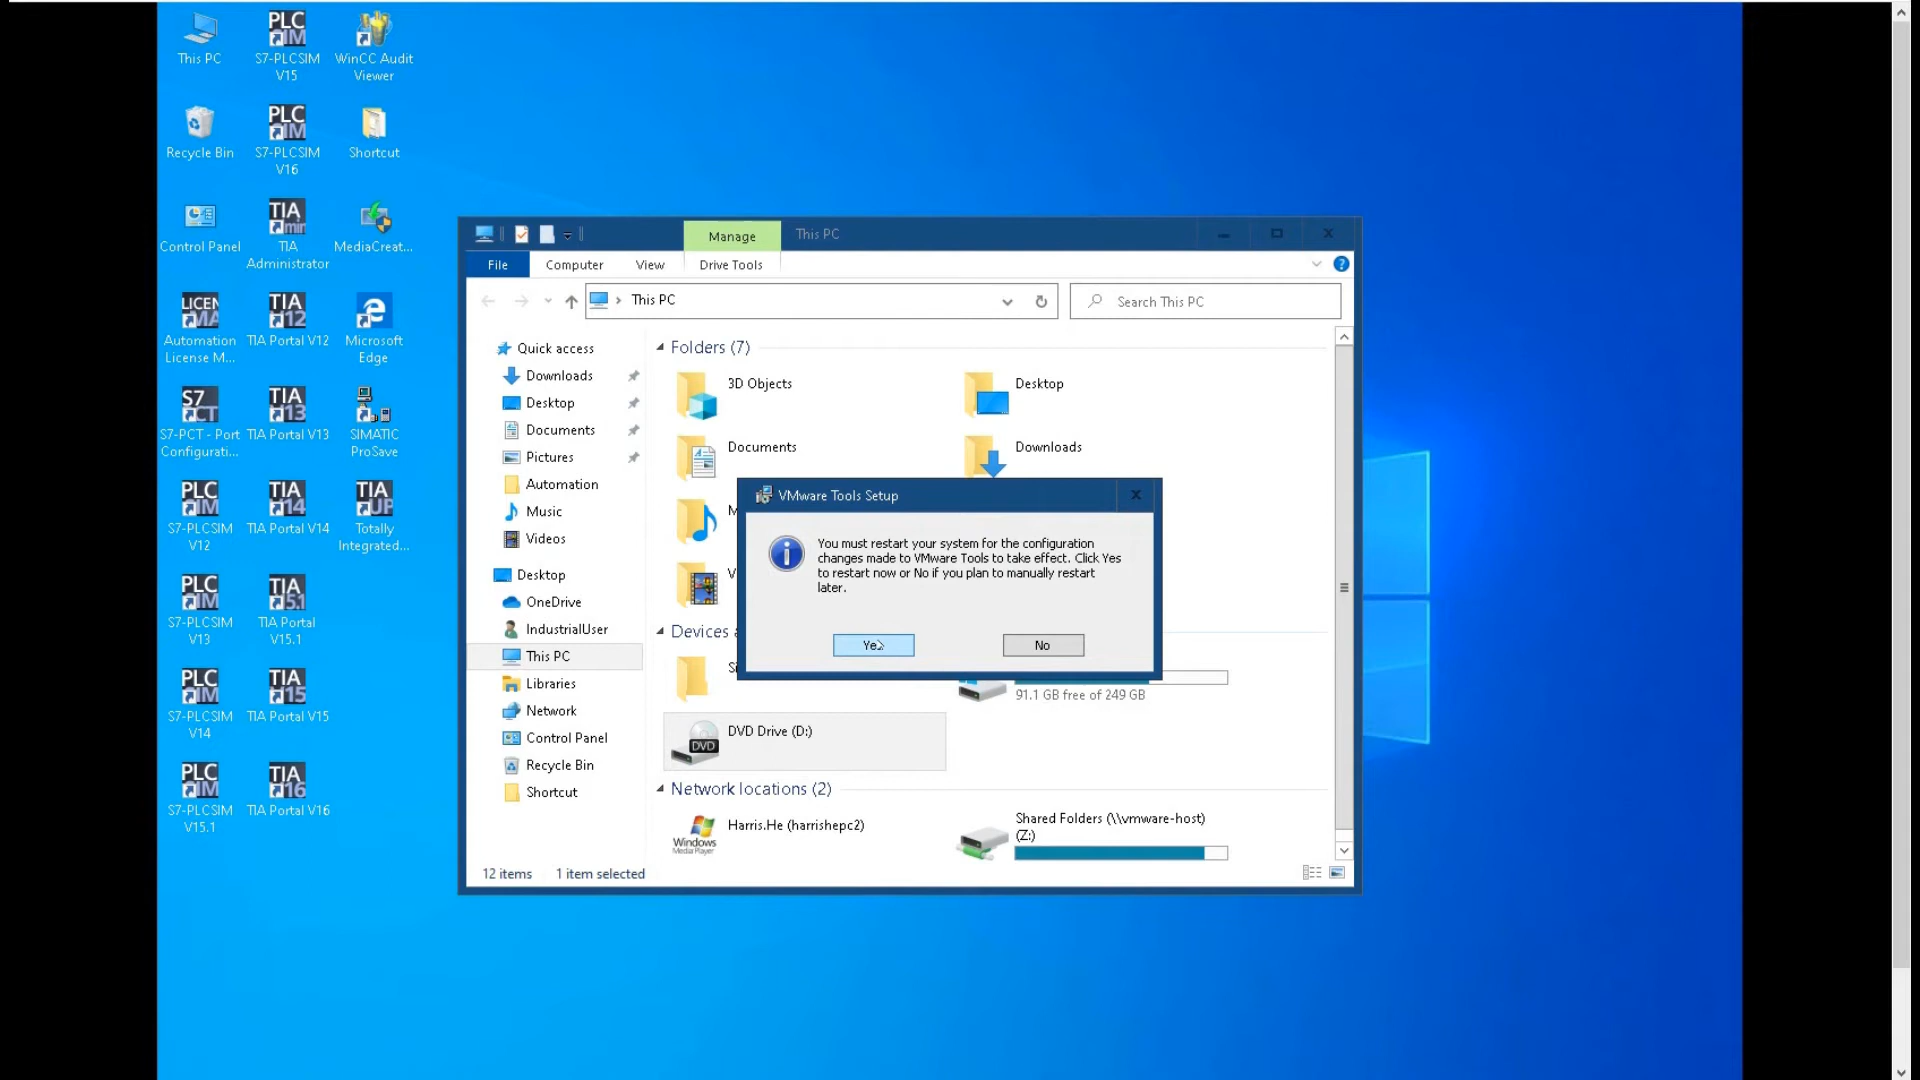 This PC
S7-PLCSIM
V15
WinCC Audit
Viewer
Recycle Bin
S7-PLCSIM
V16
Shortcut
Control Panel
TIA
Administrator
MediaCreat...
Automation
License M...
TIA Portal V12
Microsoft
Edge
S7-PCT - Port
Configurati...
TIA Portal V13
SIMATIC
ProSave
S7-PLCSIM
V12
TIA Portal V14
Totally
Integrated...
S7-PLCSIM
V13
TIA Portal
V15.1
S7-PLCSIM
V14
TIA Portal V15
S7-PLCSIM
V15.1
TIA Portal V16
Manage
This PC
File
Computer
View
Drive Tools
This PC
Search This PC
Quick access
Downloads
Desktop
Documents
Pictures
Automation
Music
Videos
Desktop
OneDrive
IndustrialUser
This PC
Libraries
Network
Control Panel
Recycle Bin
Shortcut
Folders (7)
3D Objects
Desktop
Documents
Downloads
VMware Tools Setup
You must restart your system for the configuration
changes made to VMware Tools to take effect. Click Yes
to restart now or No if you plan to manually restart
later.
Yes
No
Devices
91.1 GB free of 249 GB
DVD Drive (D:)
Network locations (2)
Harris.He (harrishepc2)
Shared Folders (\\vmware-host)
(Z:)
12 items
1 item selected